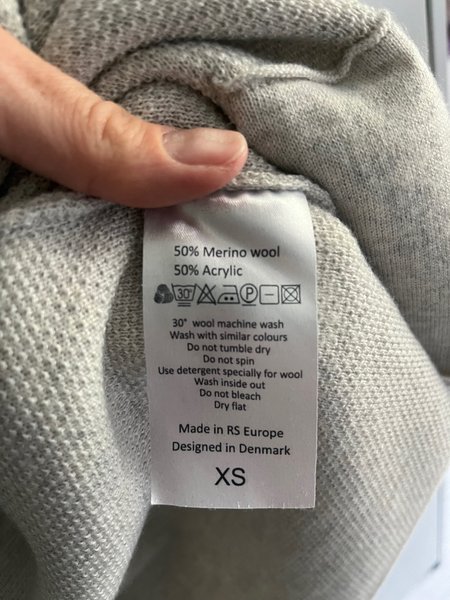 50% Merino wool
50% Acrylic
30° P
30° wool machine wash
Wash with similar colours
Do not tumble dry
Do not spin
Use detergent specially for wool
Wash inside out
Do not bleach
Dry flat
Made in RS Europe
Designed in Denmark
XS